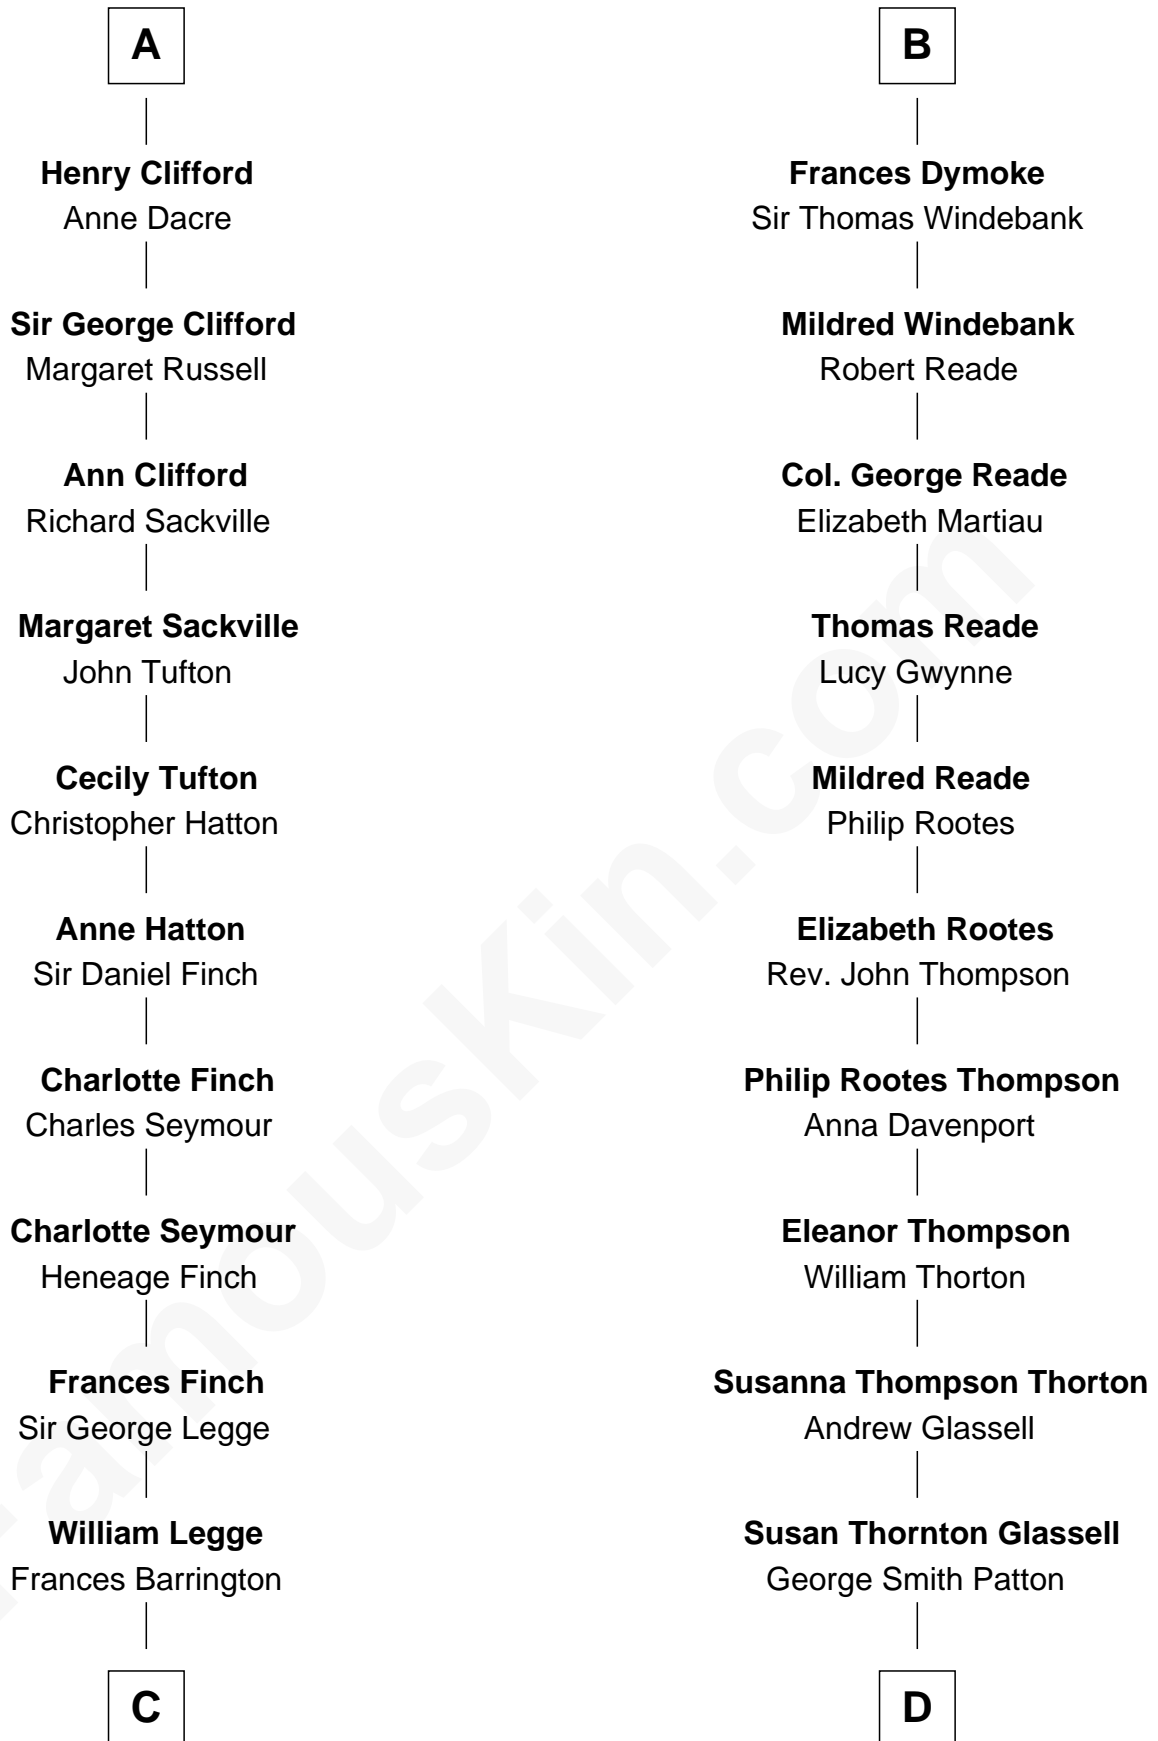 A
Henry Clifford
Anne Dacre
Sir George Clifford
Margaret Russell
Ann Clifford
Richard Sackville
Margaret Sackville
John Tufton
Cecily Tufton
Christopher Hatton
Anne Hatton
Sir Daniel Finch
Charlotte Finch
Charles Seymour
Charlotte Seymour
Heneage Finch
Frances Finch
Sir George Legge
William Legge
Frances Barrington
C
B
Frances Dymoke
Sir Thomas Windebank
Mildred Windebank
Robert Reade
Col. George Reade
Elizabeth Martiau
Thomas Reade
Lucy Gwynne
Mildred Reade
Philip Rootes
Elizabeth Rootes
Rev. John Thompson
Philip Rootes Thompson
Anna Davenport
Eleanor Thompson
William Thorton
Susanna Thompson Thorton
Andrew Glassell
Susan Thornton Glassell
George Smith Patton
D
FamousKin.com